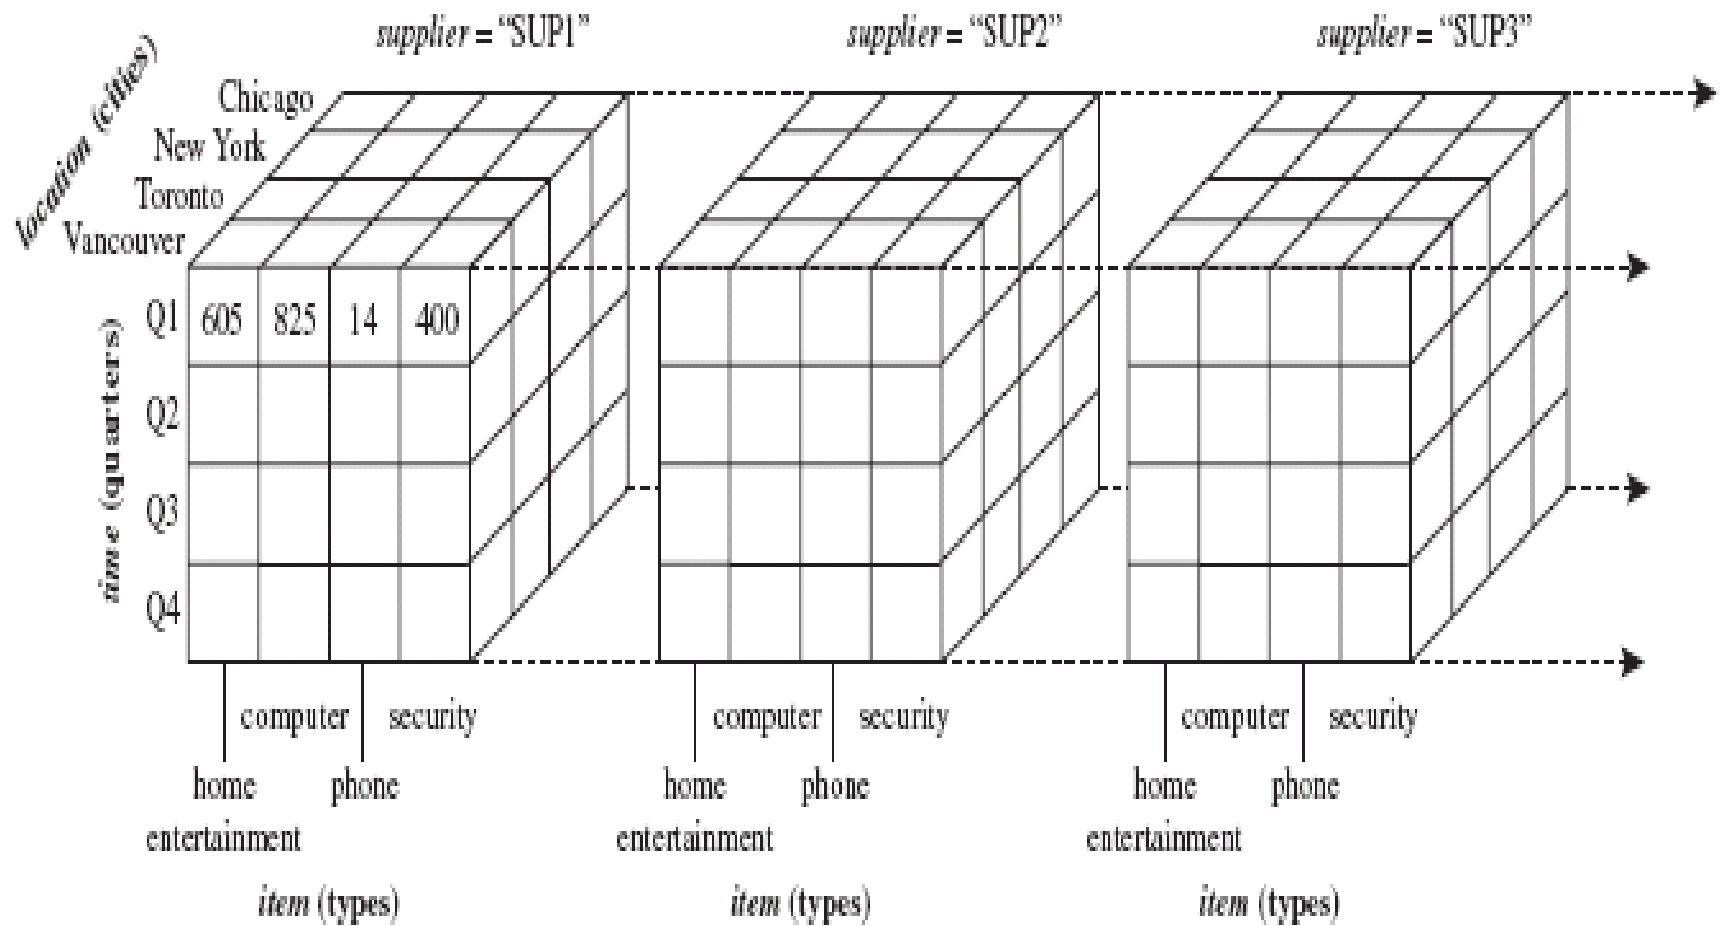 supplier = “SUP1” supplier = “SUP2” supplier = “SUP3”
location (cities)
Chicago
New York
Toronto
Vancouver
time (quarters)
Q1 605 825 14 400
Q2
Q3
Q4
computer security computer security computer security
home phone home phone home phone
entertainment entertainment entertainment
item (types) item (types) item (types)